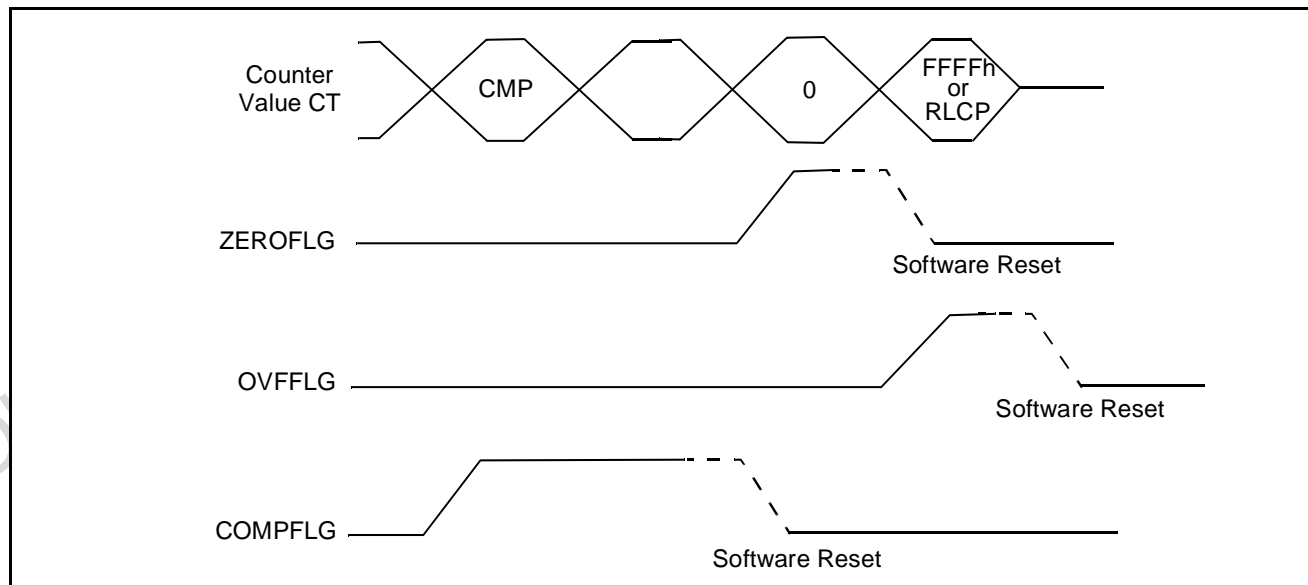 Counter
Value CT
CMP
0
FFFFh
or
RLCP
ZEROFLG
Software Reset
OVFFLG
Software Reset
COMPFLG
Software Reset